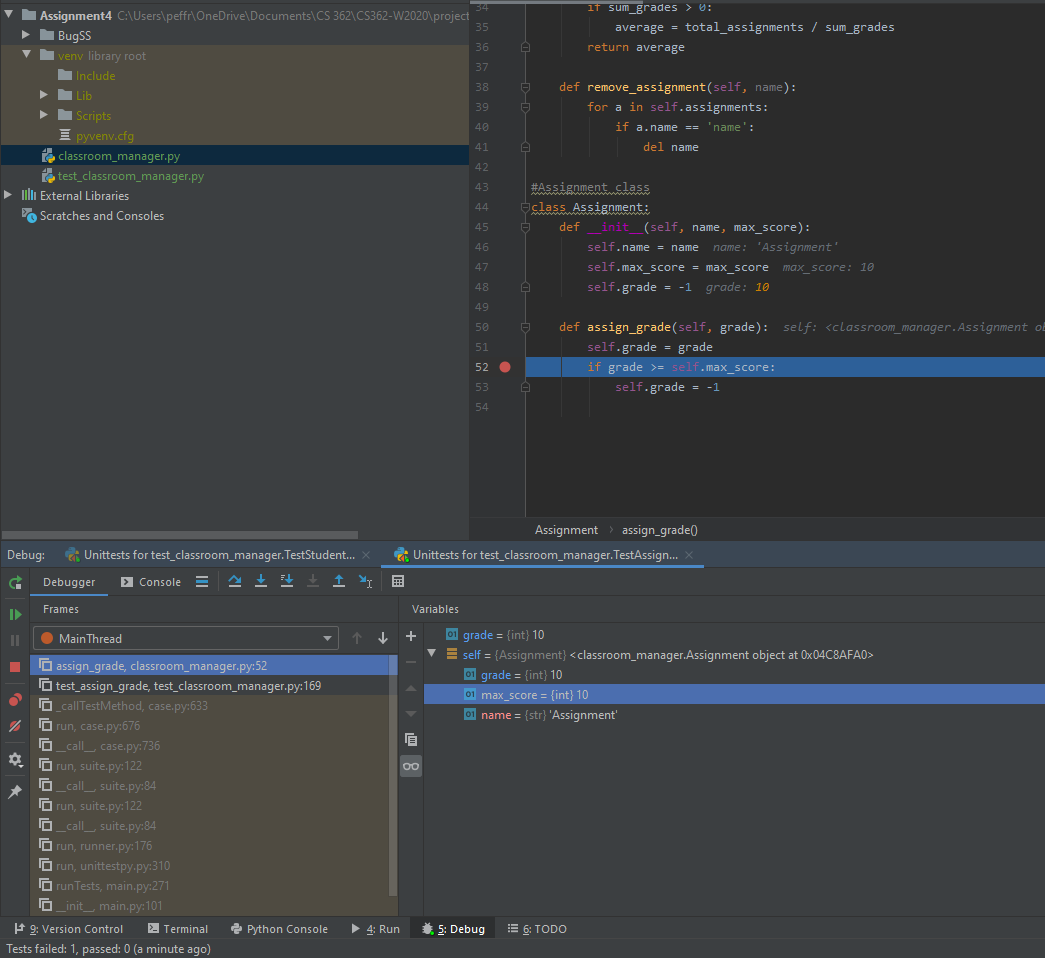 Assignment4 C:\Users\peffr\OneDrive\Documents\CS 362\CS362-W2020\project
BugSS
venv library root
Include
Lib
Scripts
pyvenv.cfg
classroom_manager.py
test_classroom_manager.py
External Libraries
Scratches and Consoles
34 if sum_grades > 0:
35 average = total_assignments / sum_grades
36 return average
37
38 def remove_assignment(self, name):
39 for a in self.assignments:
40 if a.name == 'name':
41 del name
42
43 #Assignment class
44 class Assignment:
45 def __init__(self, name, max_score):
46 self.name = name name: 'Assignment'
47 self.max_score = max_score max_score: 10
48 self.grade = -1 grade: 10
49
50 def assign_grade(self, grade): self: <classroom_manager.Assignment ob
51 self.grade = grade
52 if grade >= self.max_score:
53 self.grade = -1
54
Assignment › assign_grade()
Debug: Unittests for test_classroom_manager.TestStudent... × Unittests for test_classroom_manager.TestAssign... ×
Debugger Console
Frames
MainThread
assign_grade, classroom_manager.py:52
test_assign_grade, test_classroom_manager.py:169
_callTestMethod, case.py:633
run, case.py:676
__call__, case.py:736
run, suite.py:122
__call__, suite.py:84
run, suite.py:122
__call__, suite.py:84
run, runner.py:176
run, unittestpy.py:310
runTests, main.py:271
__init__, main.py:101
Variables
01 grade = {int} 10
self = {Assignment} <classroom_manager.Assignment object at 0x04C8AFA0>
01 grade = {int} 10
01 max_score = {int} 10
01 name = {str} 'Assignment'
9: Version Control Terminal Python Console 4: Run 5: Debug 6: TODO
Tests failed: 1, passed: 0 (a minute ago)